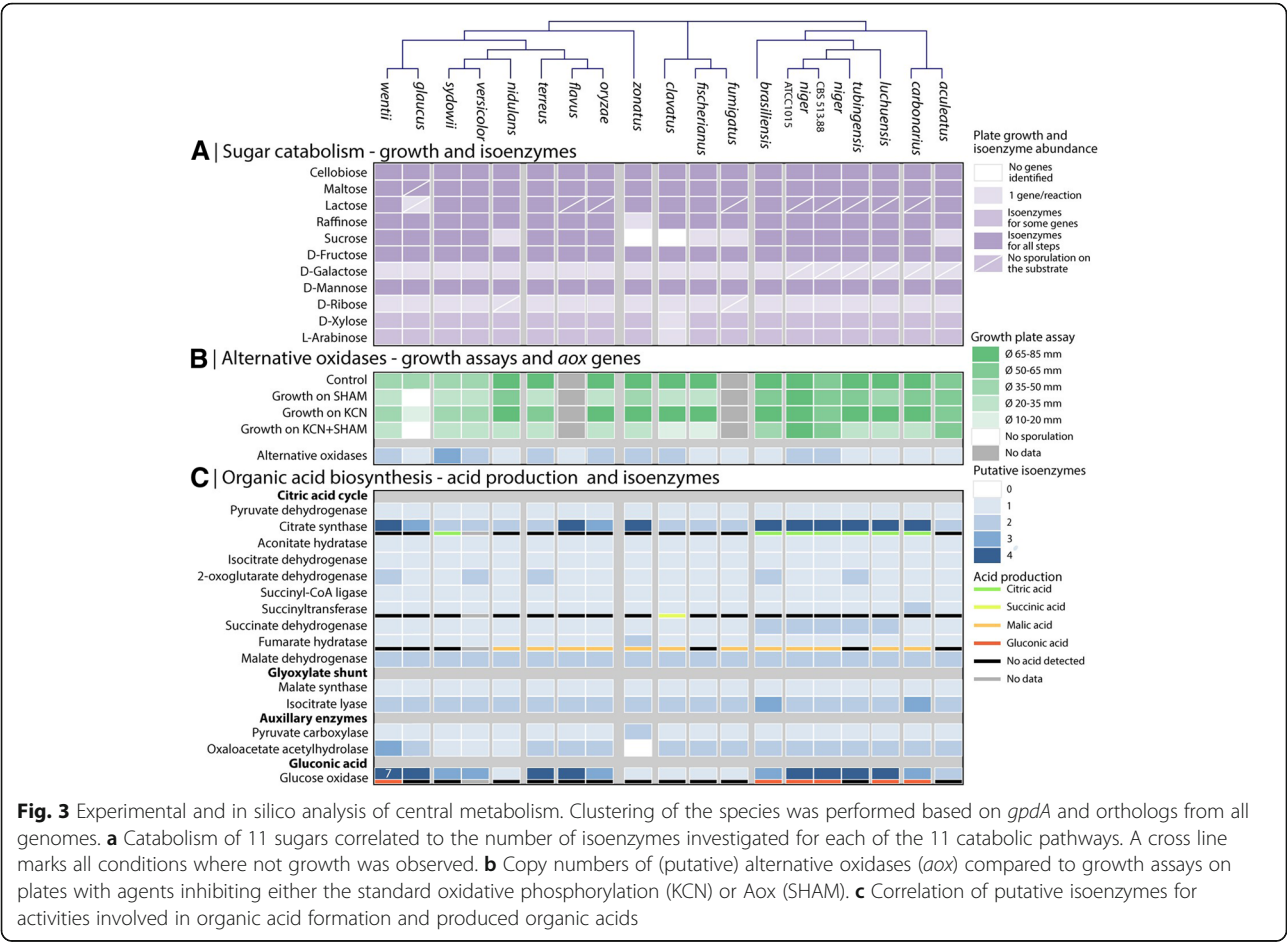 wentii
glaucus
sydowii
versicolor
nidulans
terreus
flavus
oryzae
zonatus
clavatus
fischerianus
fumigatus
brasiliensis
niger
ATCC1015
niger
CBS 513.88
tubingensis
luchuensis
carbonarius
aculeatus
A | Sugar catabolism - growth and isoenzymes
Cellobiose
Maltose
Lactose
Raffinose
Sucrose
D-Fructose
D-Galactose
D-Mannose
D-Ribose
D-Xylose
L-Arabinose
Plate growth and
isoenzyme abundance
No genes
identified
1 gene/reaction
Isoenzymes
for some genes
Isoenzymes
for all steps
No sporulation on
the substrate
B | Alternative oxidases - growth assays and aox genes
Control
Growth on SHAM
Growth on KCN
Growth on KCN+SHAM
Alternative oxidases
Growth plate assay
Ø 65-85 mm
Ø 50-65 mm
Ø 35-50 mm
Ø 20-35 mm
Ø 10-20 mm
No sporulation
No data
C | Organic acid biosynthesis - acid production and isoenzymes
Citric acid cycle
Pyruvate dehydrogenase
Citrate synthase
Aconitate hydratase
Isocitrate dehydrogenase
2-oxoglutarate dehydrogenase
Succinyl-CoA ligase
Succinyltransferase
Succinate dehydrogenase
Fumarate hydratase
Malate dehydrogenase
Glyoxylate shunt
Malate synthase
Isocitrate lyase
Auxillary enzymes
Pyruvate carboxylase
Oxaloacetate acetylhydrolase
Gluconic acid
Glucose oxidase
7
Putative isoenzymes
0
1
2
3
4
Acid production
Citric acid
Succinic acid
Malic acid
Gluconic acid
No acid detected
No data
Fig. 3 Experimental and in silico analysis of central metabolism. Clustering of the species was performed based on gpdA and orthologs from all
genomes. a Catabolism of 11 sugars correlated to the number of isoenzymes investigated for each of the 11 catabolic pathways. A cross line
marks all conditions where not growth was observed. b Copy numbers of (putative) alternative oxidases (aox) compared to growth assays on
plates with agents inhibiting either the standard oxidative phosphorylation (KCN) or Aox (SHAM). c Correlation of putative isoenzymes for
activities involved in organic acid formation and produced organic acids